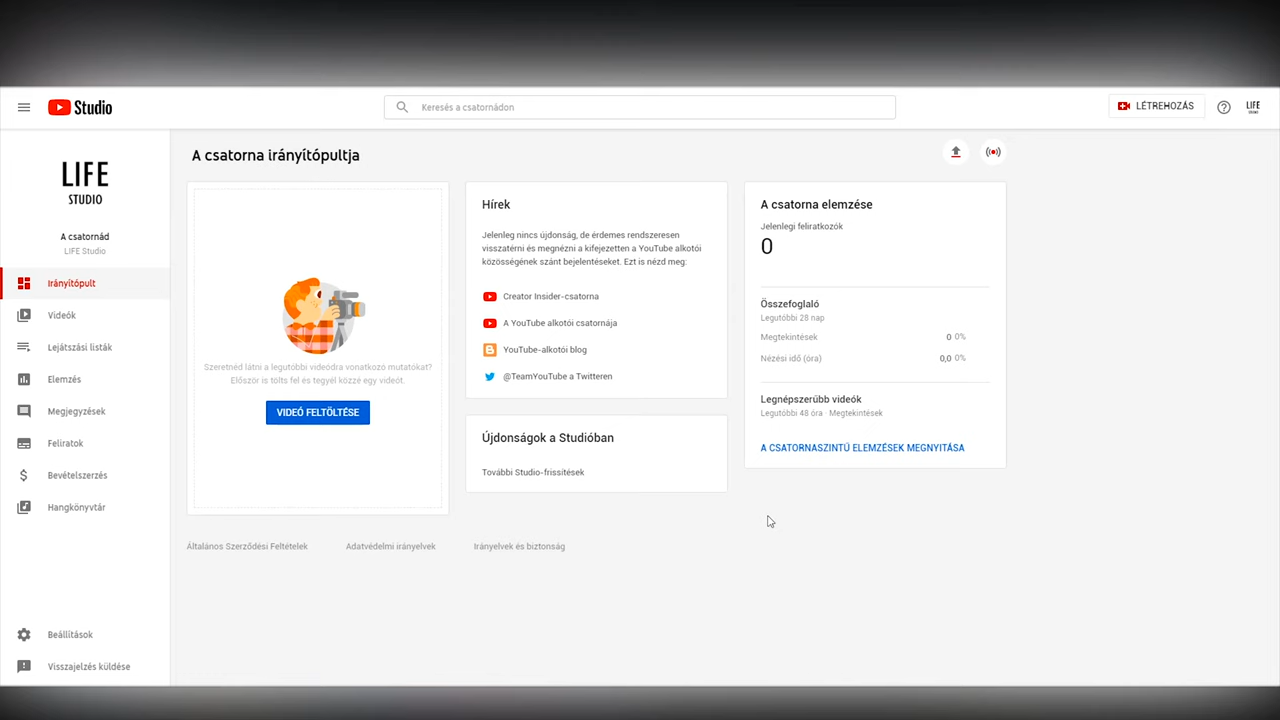 Studio
Keresés a csatornádon
LÉTREHOZÁS
LIFE
STUDIO
LIFE
STUDIO
A csatornád
LIFE Studio
Irányítópult
Videók
Lejátszási listák
Elemzés
Megjegyzések
Feliratok
Bevételszerzés
Hangkönyvtár
Beállítások
Visszajelzés küldése
A csatorna irányítópultja
Szeretnéd látni a legutóbbi videódra vonatkozó mutatókat?
Először is tölts fel és tegyél közzé egy videót.
VIDEÓ FELTÖLTÉSE
Hírek
Jelenleg nincs újdonság, de érdemes rendszeresen
visszatérni és megnézni a kifejezetten a YouTube alkotói
közösségének szánt bejelentéseket. Ezt is nézd meg:
Creator Insider-csatorna
A YouTube alkotói csatornája
YouTube-alkotói blog
@TeamYouTube a Twitteren
Újdonságok a Studióban
További Studio-frissítések
A csatorna elemzése
Jelenlegi feliratkozók
0
Összefoglaló
Legutóbbi 28 nap
Megtekintések 0 0%
Nézési idő (óra) 0,0 0%
Legnépszerűbb videók
Legutóbbi 48 óra · Megtekintések
A CSATORNASZINTŰ ELEMZÉSEK MEGNYITÁSA
Általános Szerződési Feltételek Adatvédelmi irányelvek Irányelvek és biztonság